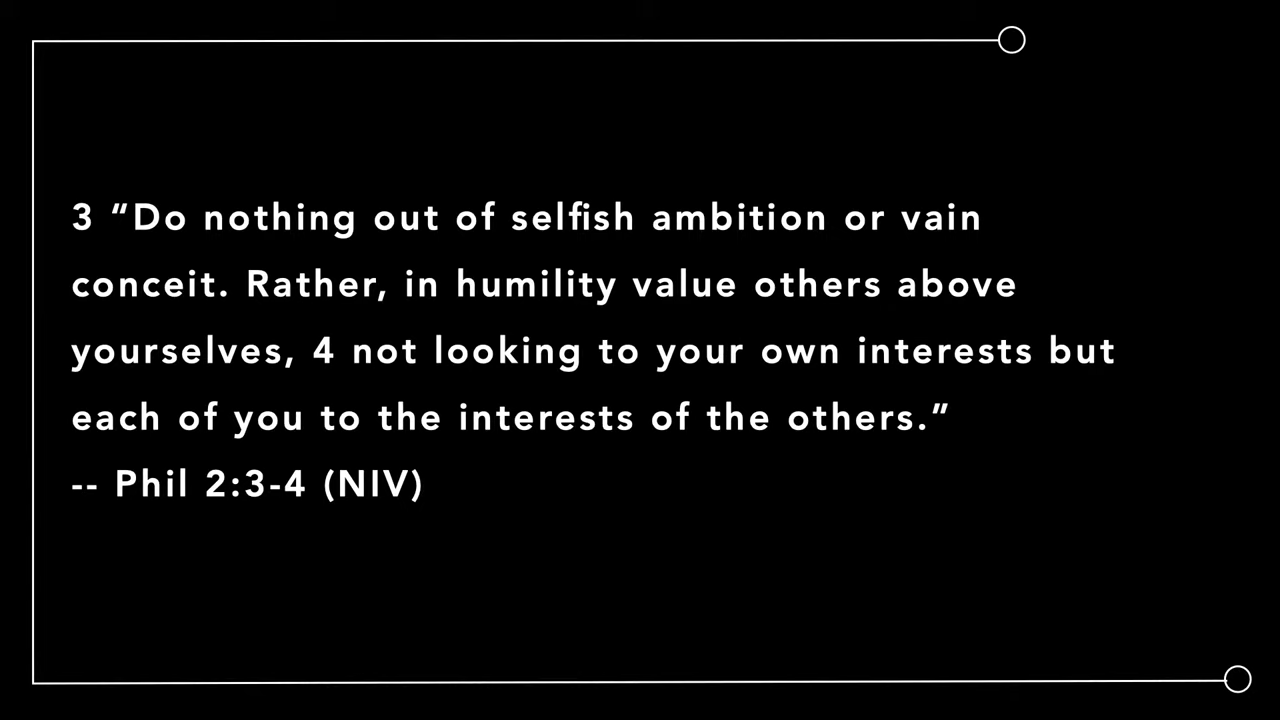 3 “Do nothing out of selfish ambition or vain
conceit. Rather, in humility value others above
yourselves, 4 not looking to your own interests but
each of you to the interests of the others.”
-- Phil 2:3-4 (NIV)